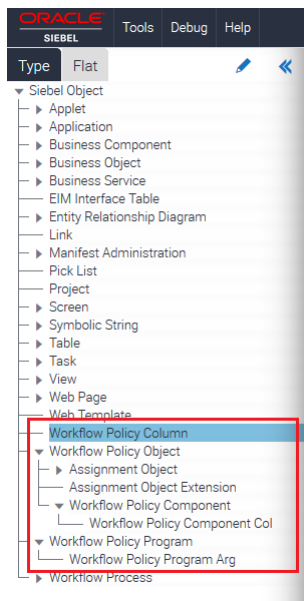 ORACLE
SIEBEL
Tools Debug Help
Type Flat
Siebel Object
Applet
Application
Business Component
Business Object
Business Service
EIM Interface Table
Entity Relationship Diagram
Link
Manifest Administration
Pick List
Project
Screen
Symbolic String
Table
Task
View
Web Page
Web Template
Workflow Policy Column
Workflow Policy Object
Assignment Object
Assignment Object Extension
Workflow Policy Component
Workflow Policy Component Col
Workflow Policy Program
Workflow Policy Program Arg
Workflow Process